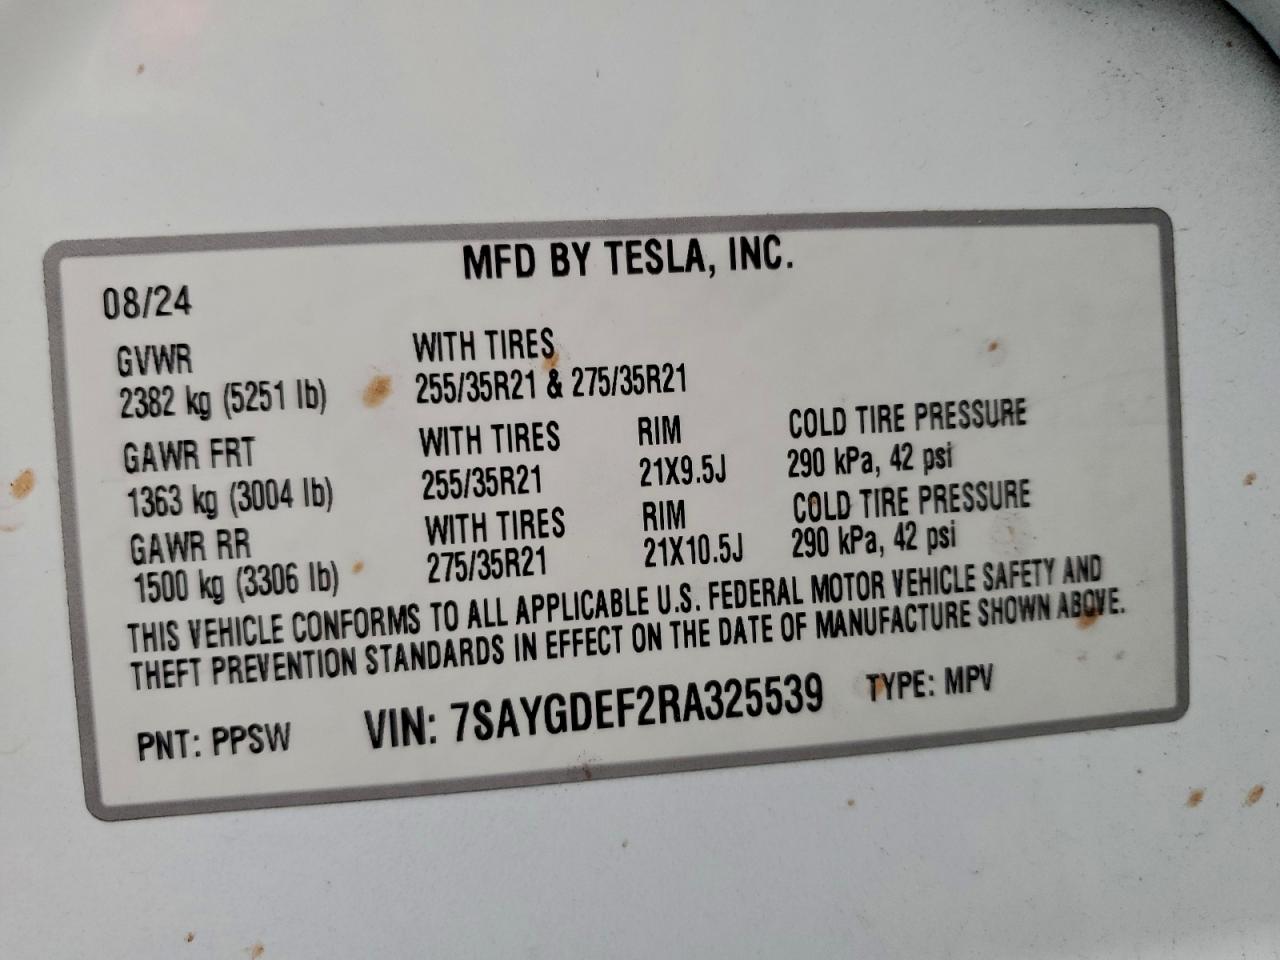 MFD BY TESLA, INC.
08/24
GVWR WITH TIRES
2382 kg (5251 lb) 255/35R21 & 275/35R21
GAWR FRT WITH TIRES RIM COLD TIRE PRESSURE
1363 kg (3004 lb) 255/35R21 21X9.5J 290 kPa, 42 psi
GAWR RR WITH TIRES RIM COLD TIRE PRESSURE
1500 kg (3306 lb) 275/35R21 21X10.5J 290 kPa, 42 psi
THIS VEHICLE CONFORMS TO ALL APPLICABLE U.S. FEDERAL MOTOR VEHICLE SAFETY AND
THEFT PREVENTION STANDARDS IN EFFECT ON THE DATE OF MANUFACTURE SHOWN ABOVE.
PNT: PPSW VIN: 7SAYGDEF2RA325539 TYPE: MPV